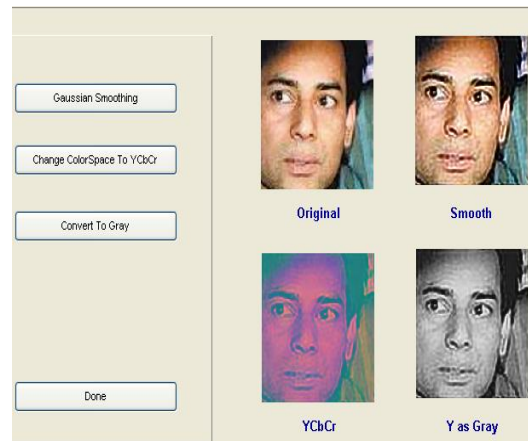 Gaussian Smoothing
Change ColorSpace To YCbCr
Convert To Gray
Done
Original
Smooth
YCbCr
Y as Gray